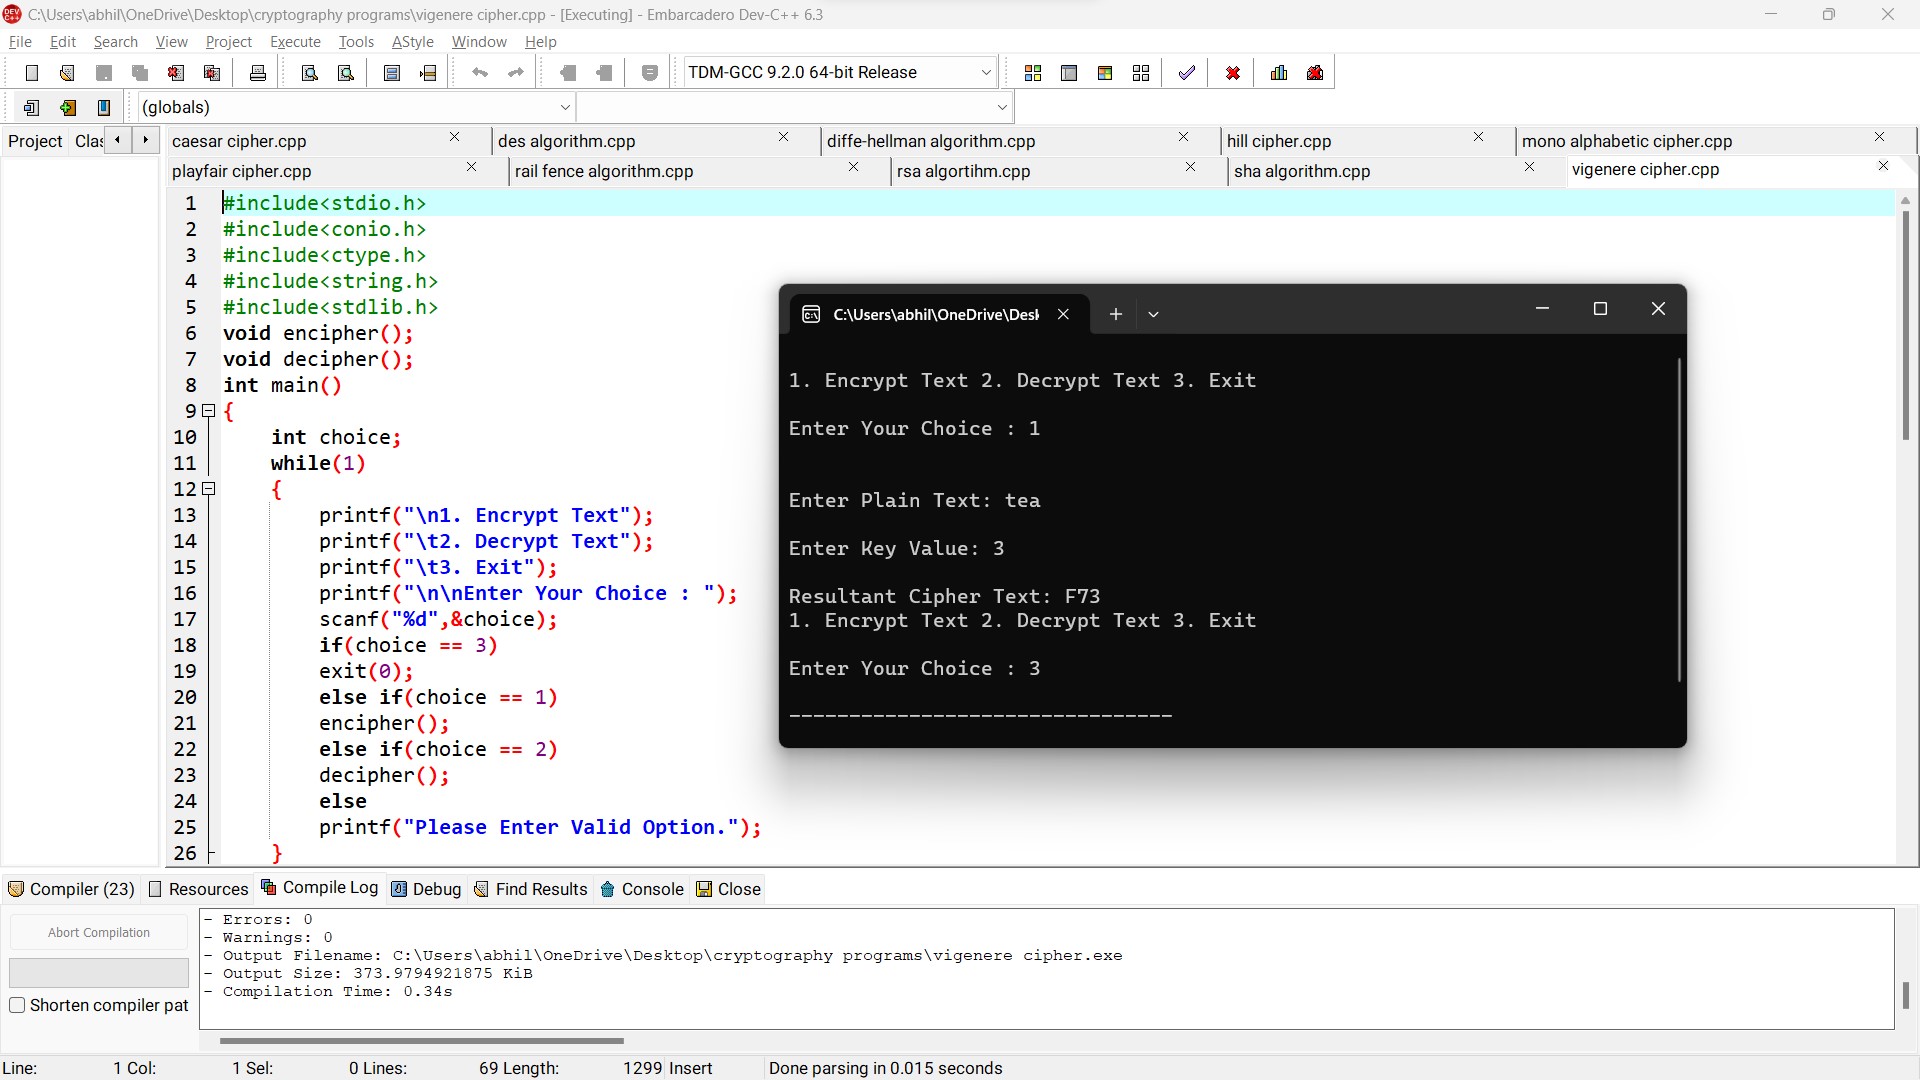 C:\Users\abhil\OneDrive\Desktop\cryptography programs\vigenere cipher.cpp - [Executing] - Embarcadero Dev-C++ 6.3
File Edit Search View Project Execute Tools AStyle Window Help
TDM-GCC 9.2.0 64-bit Release
(globals)
Project Clas
caesar cipher.cpp des algorithm.cpp diffe-hellman algorithm.cpp hill cipher.cpp mono alphabetic cipher.cpp
playfair cipher.cpp rail fence algorithm.cpp rsa algortihm.cpp sha algorithm.cpp vigenere cipher.cpp
1 #include<stdio.h>
2 #include<conio.h>
3 #include<ctype.h>
4 #include<string.h>
5 #include<stdlib.h>
6 void encipher();
7 void decipher();
8 int main()
9 {
10 int choice;
11 while(1)
12 {
13 printf("\n1. Encrypt Text");
14 printf("\t2. Decrypt Text");
15 printf("\t3. Exit");
16 printf("\n\nEnter Your Choice : ");
17 scanf("%d",&choice);
18 if(choice == 3)
19 exit(0);
20 else if(choice == 1)
21 encipher();
22 else if(choice == 2)
23 decipher();
24 else
25 printf("Please Enter Valid Option.");
26 }
C:\Users\abhil\OneDrive\Desk
1. Encrypt Text 2. Decrypt Text 3. Exit
Enter Your Choice : 1
Enter Plain Text: tea
Enter Key Value: 3
Resultant Cipher Text: F73
1. Encrypt Text 2. Decrypt Text 3. Exit
Enter Your Choice : 3
--------------------------------
Compiler (23) Resources Compile Log Debug Find Results Console Close
Abort Compilation
Shorten compiler pat
- Errors: 0
- Warnings: 0
- Output Filename: C:\Users\abhil\OneDrive\Desktop\cryptography programs\vigenere cipher.exe
- Output Size: 373.9794921875 KiB
- Compilation Time: 0.34s
Line: 1 Col: 1 Sel: 0 Lines: 69 Length: 1299 Insert Done parsing in 0.015 seconds